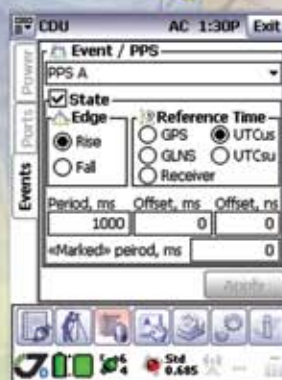 CDU AC 1:30P Exit
Power
Ports
Events
Event / PPS
PPS A
State
Edge
Rise
Fall
Reference Time
GPS
UTCus
GLNS
UTCsu
Receiver
Period, ms Offset, ms Offset, ns
1000 0 0
«Marked» peirod, ms 0
Apply
6
4
Std
0.685
--